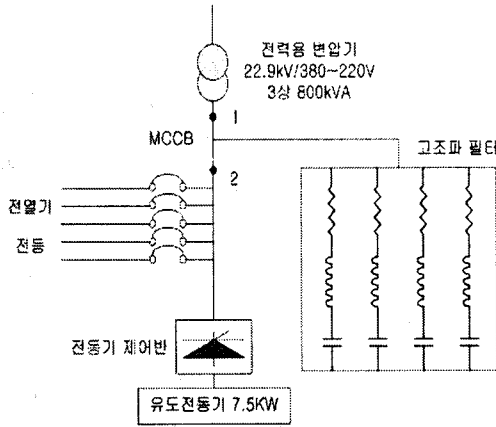 전력용 변압기
22.9kV/380~220V
3상 800kVA
1
MCCB
고조파 필터
2
전열기
전등
전동기 제어반
유도전동기 7.5KW